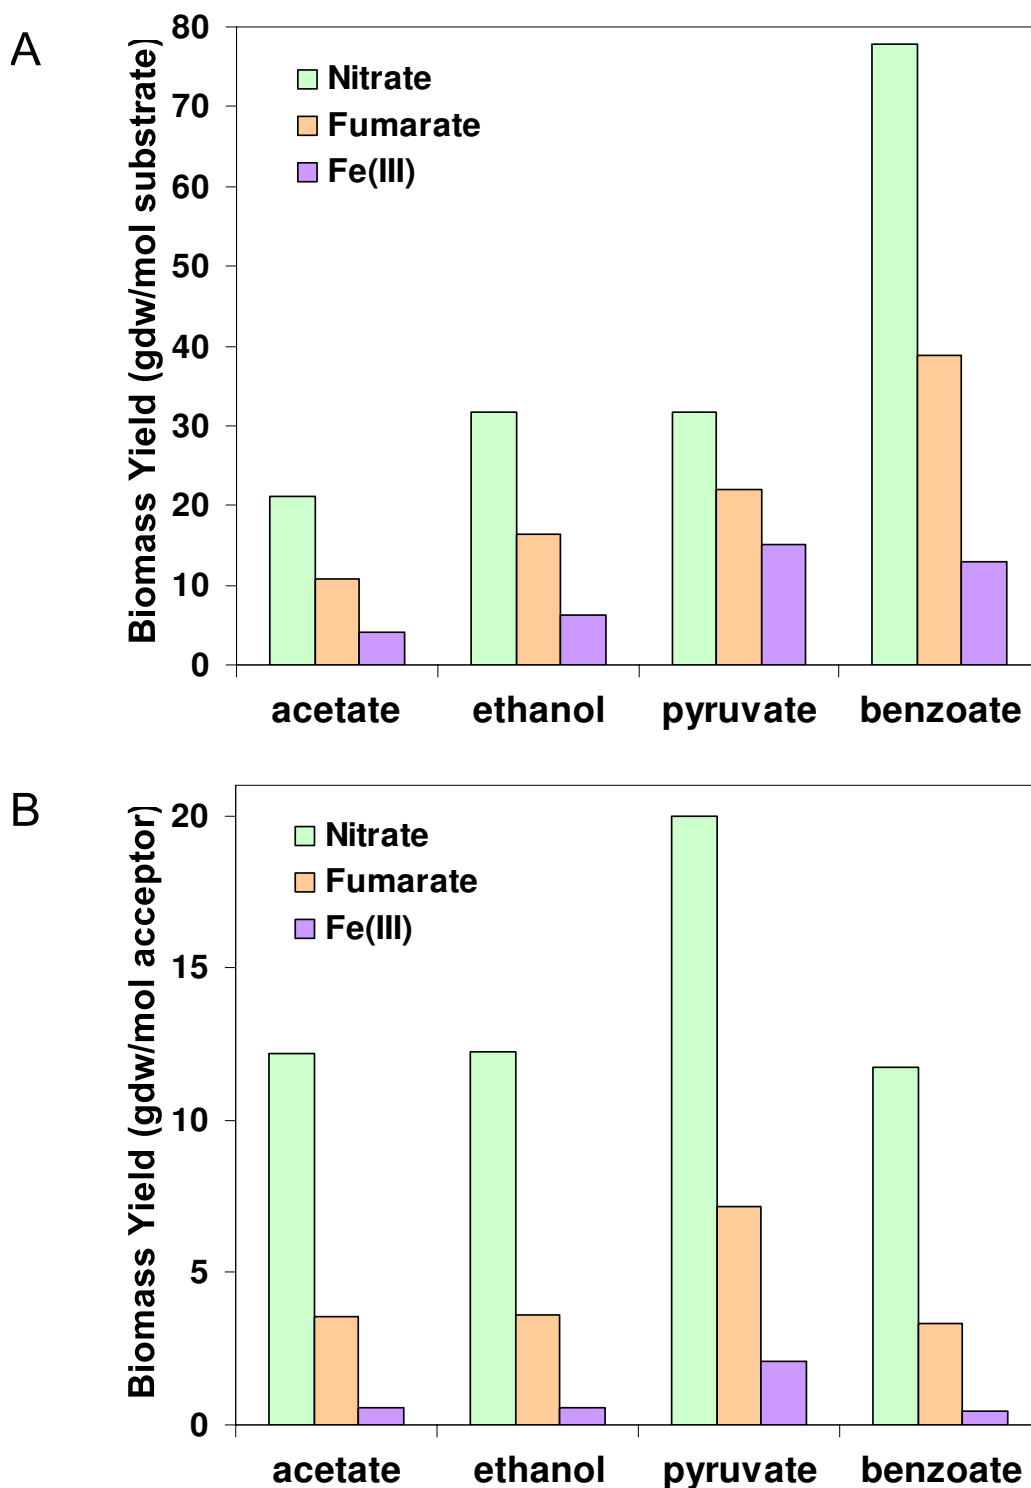 A
Biomass Yield (gdw/mol substrate)
80
70
60
50
40
30
20
10
0
Nitrate
Fumarate
Fe(III)
acetate ethanol pyruvate benzoate
B
Biomass Yield (gdw/mol acceptor)
20
15
10
5
0
Nitrate
Fumarate
Fe(III)
acetate ethanol pyruvate benzoate